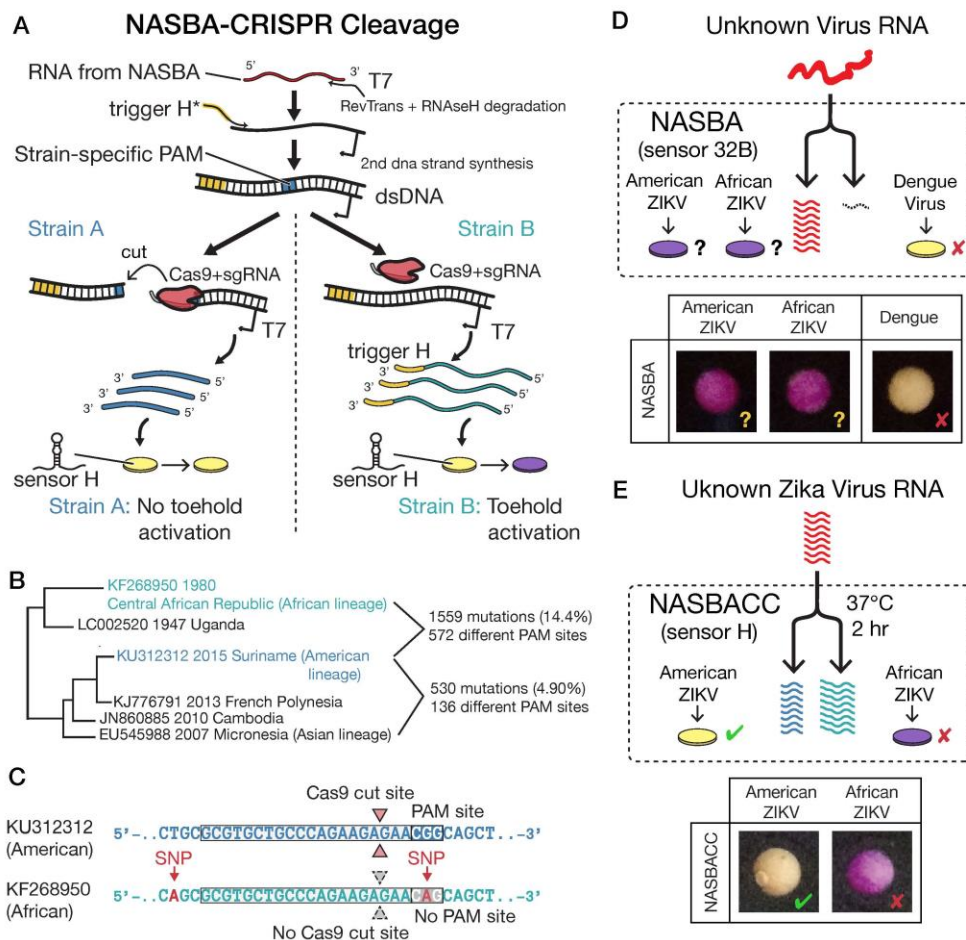 A
NASBA-CRISPR Cleavage
RNA from NASBA
5’
3’
T7
RevTrans + RNAseH degradation
trigger H*
Strain-specific PAM
2nd dna strand synthesis
dsDNA
Strain A
Strain B
cut
Cas9+sgRNA
Cas9+sgRNA
T7
T7
trigger H
3’
5’
3’
3’
5’
3’
5’
3’
3’
5’
5’
sensor H
sensor H
Strain A: No toehold
activation
Strain B: Toehold
activation
B
KF268950 1980
Central African Republic (African lineage)
LC002520 1947 Uganda
KU312312 2015 Suriname (American
lineage)
KJ776791 2013 French Polynesia
JN860885 2010 Cambodia
EU545988 2007 Micronesia (Asian lineage)
1559 mutations (14.4%)
572 different PAM sites
530 mutations (4.90%)
136 different PAM sites
C
Cas9 cut site
PAM site
KU312312
(American)
5’-..CTGCGCGTGCTGCCCAGAAGAGAACGGCAGCT..-3’
SNP
SNP
KF268950
(African)
5’-..CAGCGCGTGCTGCCCAGAAGAGAACAGCAGCT..-3’
No PAM site
No Cas9 cut site
D
Unknown Virus RNA
NASBA
(sensor 32B)
American
ZIKV
?
African
ZIKV
?
Dengue
Virus
✘
American
ZIKV
African
ZIKV
Dengue
NASBA
?
?
✘
E
Uknown Zika Virus RNA
NASBACC
(sensor H)
37°C
2 hr
American
ZIKV
✔
African
ZIKV
✘
American
ZIKV
African
ZIKV
NASBACC
✔
✘